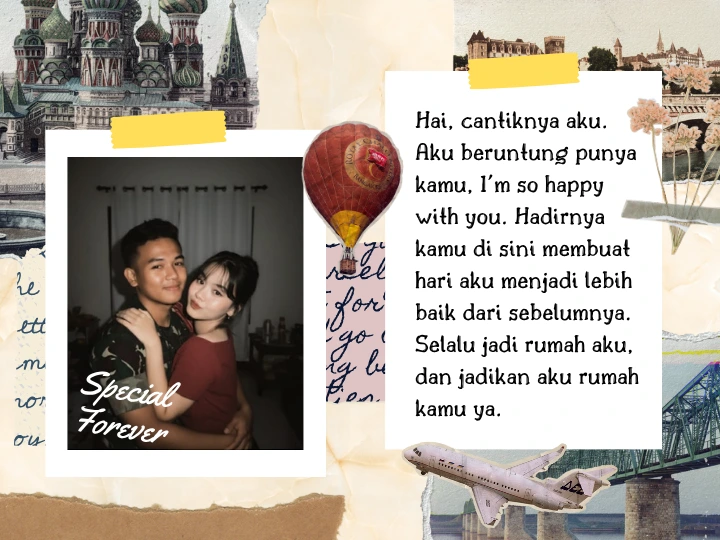 Special
Forever
Hai, cantiknya aku.
Aku beruntung punya
kamu, I'm so happy
with you. Hadirnya
kamu di sini membuat
hari aku menjadi lebih
baik dari sebelumnya.
Selalu jadi rumah aku,
dan jadikan aku rumah
kamu ya.